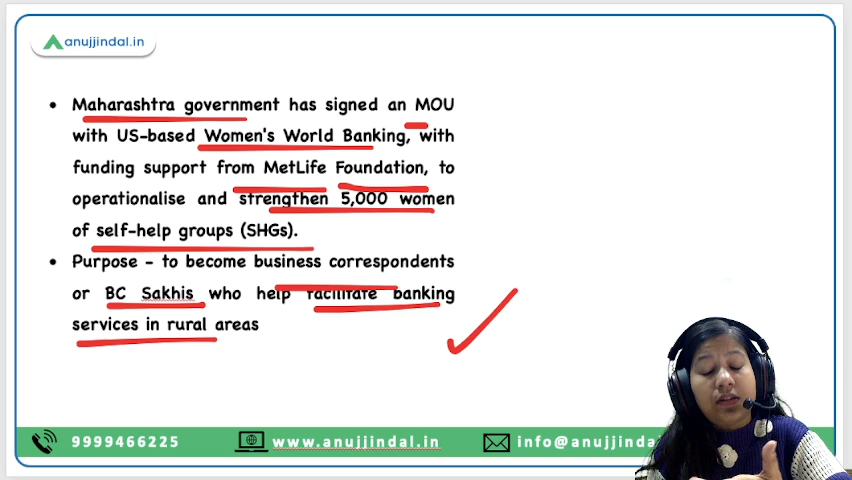 anujjindal.in
• Maharashtra government has signed an MOU
with US-based Women's World Banking, with
funding support from MetLife Foundation, to
operationalise and strengthen 5,000 women
of self-help groups (SHGs).
• Purpose - to become business correspondents
or BC Sakhis who help facilitate banking
services in rural areas
9999466225 www.anujjindal.in info@anujjinda